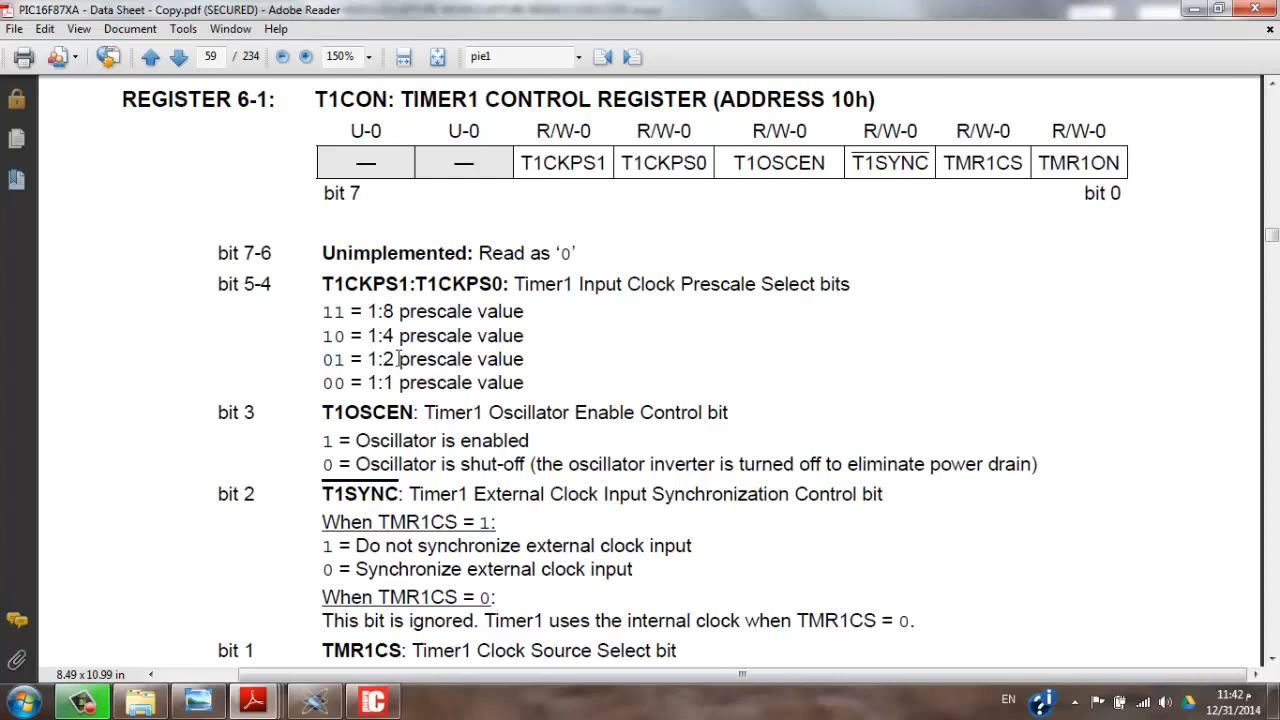 PIC16F87XA - Data Sheet - Copy.pdf (SECURED) - Adobe Reader
File Edit View Document Tools Window Help
59 / 234 150% pie1
REGISTER 6-1: T1CON: TIMER1 CONTROL REGISTER (ADDRESS 10h)
U-0 U-0 R/W-0 R/W-0 R/W-0 R/W-0 R/W-0 R/W-0
— — T1CKPS1 T1CKPS0 T1OSCEN T1SYNC TMR1CS TMR1ON
bit 7 bit 0
bit 7-6 Unimplemented: Read as ‘0’
bit 5-4 T1CKPS1:T1CKPS0: Timer1 Input Clock Prescale Select bits
11 = 1:8 prescale value
10 = 1:4 prescale value
01 = 1:2 prescale value
00 = 1:1 prescale value
bit 3 T1OSCEN: Timer1 Oscillator Enable Control bit
1 = Oscillator is enabled
0 = Oscillator is shut-off (the oscillator inverter is turned off to eliminate power drain)
bit 2 T1SYNC: Timer1 External Clock Input Synchronization Control bit
When TMR1CS = 1:
1 = Do not synchronize external clock input
0 = Synchronize external clock input
When TMR1CS = 0:
This bit is ignored. Timer1 uses the internal clock when TMR1CS = 0.
bit 1 TMR1CS: Timer1 Clock Source Select bit
8.49 x 10.99 in
EN 11:42 م
12/31/2014